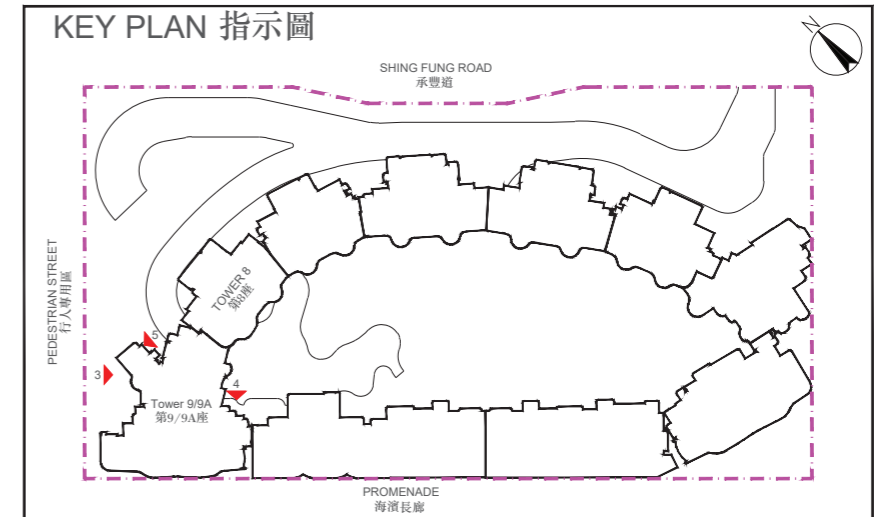 KEY PLAN 指示圖
N
SHING FUNG ROAD
承豐道
PEDESTRIAN STREET
行人專用區
TOWER 8
第8座
5
3
4
Tower 9/9A
第9/9A座
PROMENADE
海濱長廊